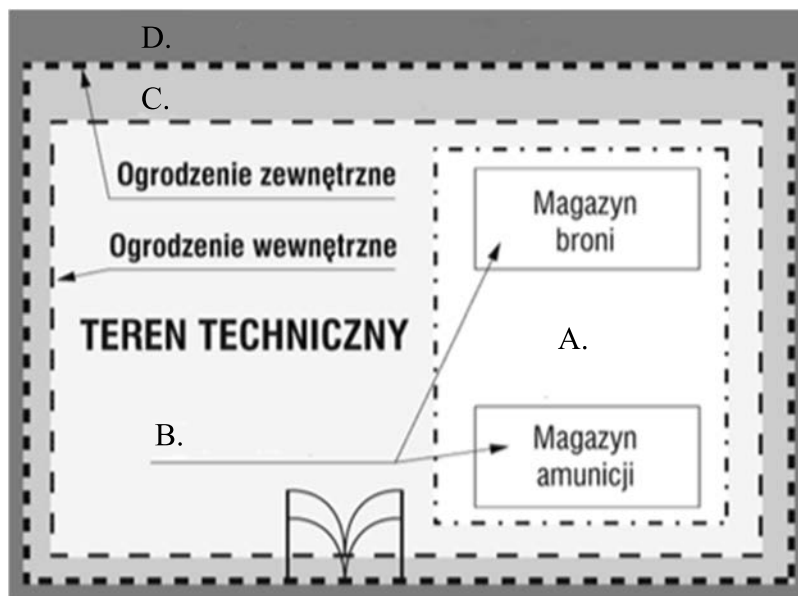 D.
C.
Ogrodzenie zewnętrzne
Ogrodzenie wewnętrzne
TEREN TECHNICZNY
B.
Magazyn
broni
A.
Magazyn
amunicji